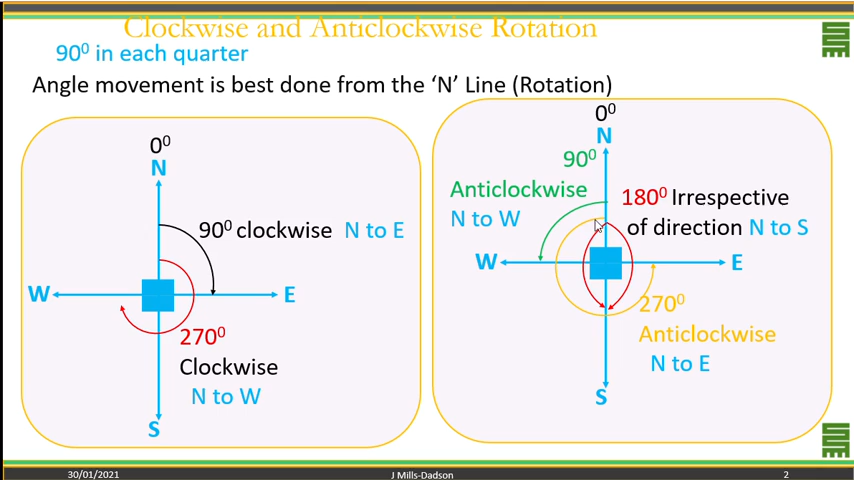 Clockwise and Anticlockwise Rotation
90⁰ in each quarter
Angle movement is best done from the ‘N’ Line (Rotation)
0⁰
N
90⁰ clockwise N to E
W
E
270⁰
Clockwise
N to W
S
0⁰
N
90⁰
Anticlockwise
N to W
180⁰ Irrespective
of direction N to S
W
E
270⁰
Anticlockwise
N to E
S
30/01/2021
J Mills-Dadson
2